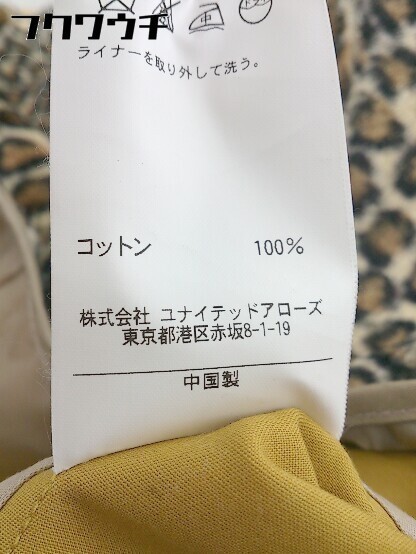 フクワウチ
ライナーを取り外して洗う。
コットン 100%
株式会社 ユナイテッドアローズ
東京都港区赤坂8-1-19
中国製